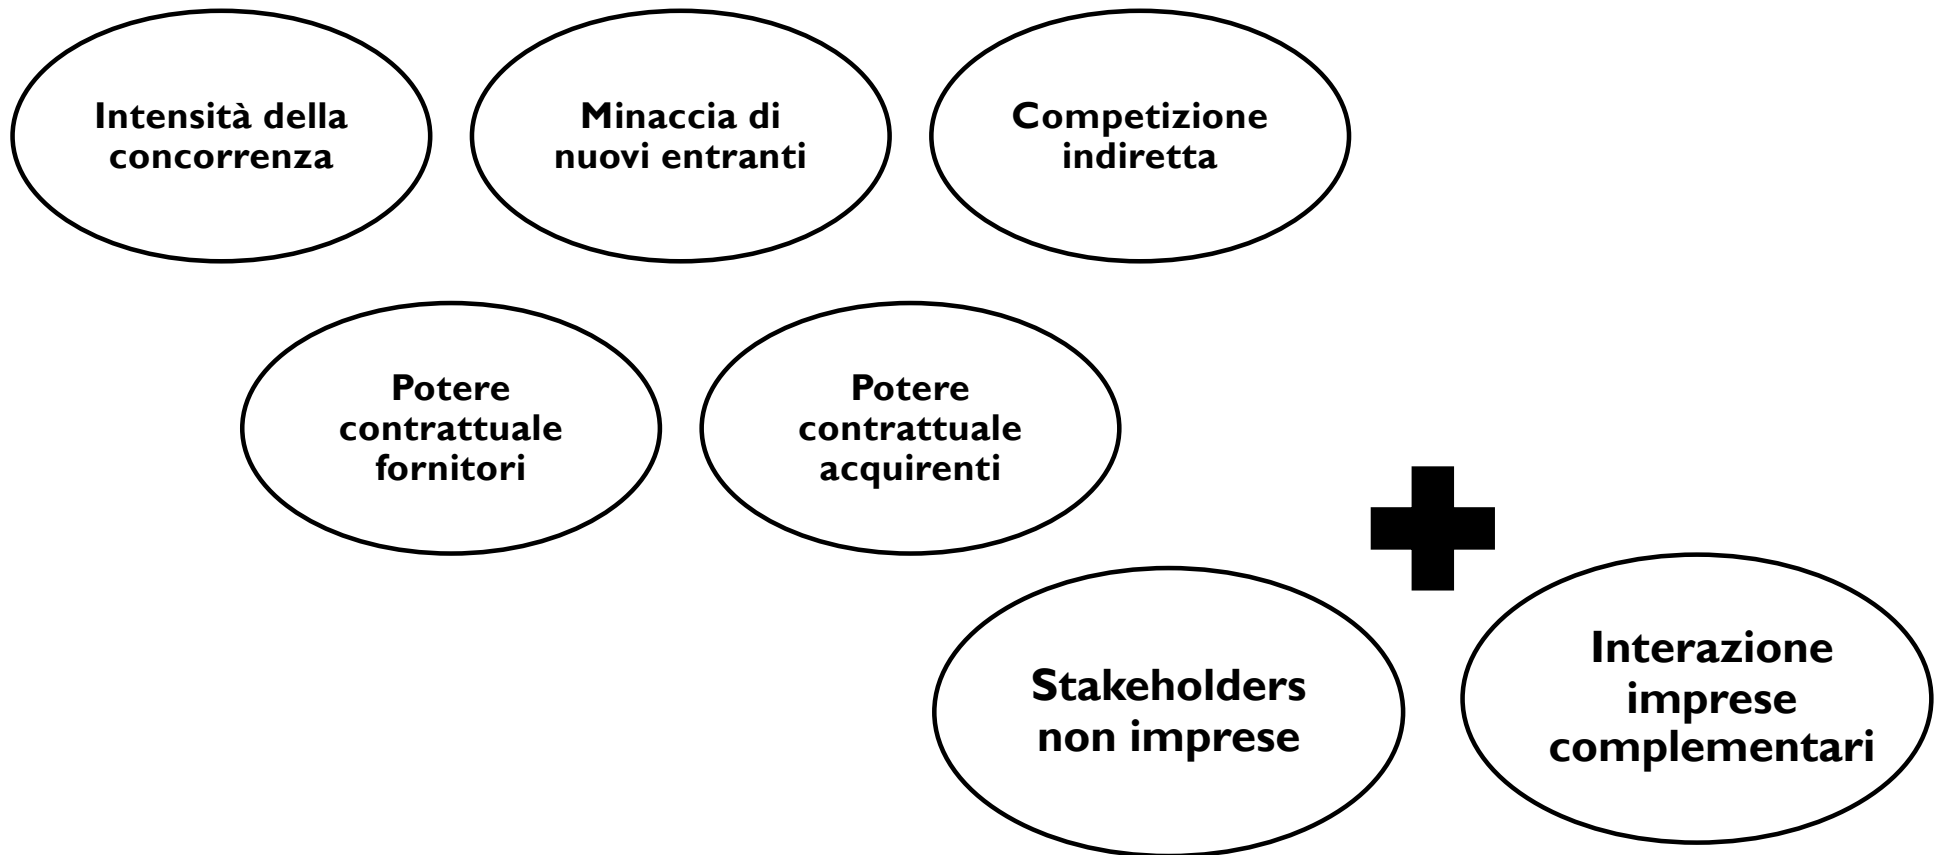 Intensità della
concorrenza
Minaccia di
nuovi entranti
Competizione
indiretta
Potere
contrattuale
fornitori
Potere
contrattuale
acquirenti
Stakeholders
non imprese
Interazione
imprese
complementari